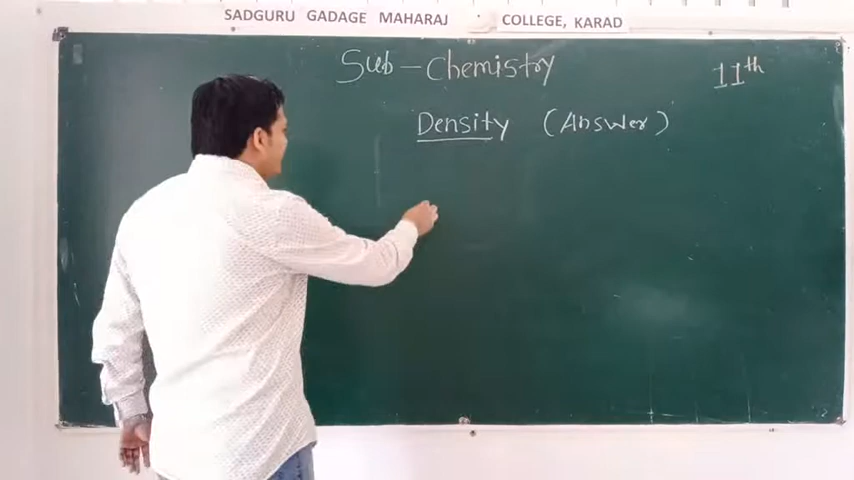 SADGURU GADAGE MAHARAJ COLLEGE, KARAD
Sub - Chemistry 11th
Density (Answer)